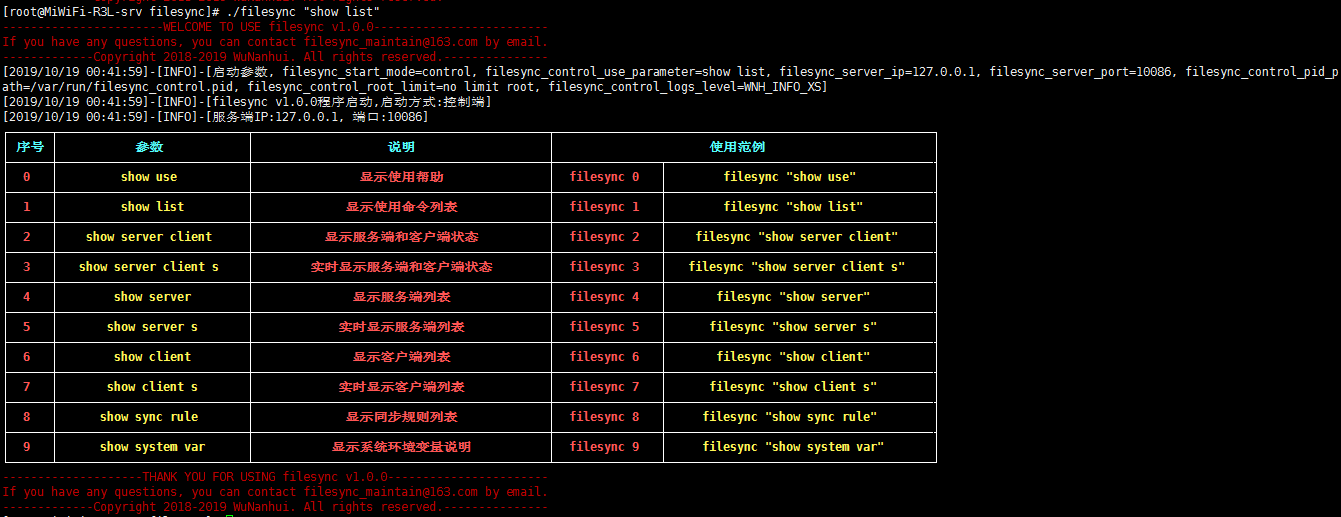 [root@MiWiFi-R3L-srv filesync]# ./filesync "show list"
-----------------------WELCOME TO USE filesync v1.0.0-------------------------
If you have any questions, you can contact filesync_maintain@163.com by email.
-------------Copyright 2018-2019 WuNanhui. All rights reserved.---------------
[2019/10/19 00:41:59]-[INFO]-[启动参数, filesync_start_mode=control, filesync_control_use_parameter=show list, filesync_server_ip=127.0.0.1, filesync_server_port=10086, filesync_control_pid_p
ath=/var/run/filesync_control.pid, filesync_control_root_limit=no limit root, filesync_control_logs_level=WNH_INFO_XS]
[2019/10/19 00:41:59]-[INFO]-[filesync v1.0.0程序启动,启动方式:控制端]
[2019/10/19 00:41:59]-[INFO]-[服务端IP:127.0.0.1, 端口:10086]
序号 参数 说明 使用范例
0 show use 显示使用帮助 filesync 0 filesync "show use"
1 show list 显示使用命令列表 filesync 1 filesync "show list"
2 show server client 显示服务端和客户端状态 filesync 2 filesync "show server client"
3 show server client s 实时显示服务端和客户端状态 filesync 3 filesync "show server client s"
4 show server 显示服务端列表 filesync 4 filesync "show server"
5 show server s 实时显示服务端列表 filesync 5 filesync "show server s"
6 show client 显示客户端列表 filesync 6 filesync "show client"
7 show client s 实时显示客户端列表 filesync 7 filesync "show client s"
8 show sync rule 显示同步规则列表 filesync 8 filesync "show sync rule"
9 show system var 显示系统环境变量说明 filesync 9 filesync "show system var"
--------------------THANK YOU FOR USING filesync v1.0.0-----------------------
If you have any questions, you can contact filesync_maintain@163.com by email.
-------------Copyright 2018-2019 WuNanhui. All rights reserved.---------------